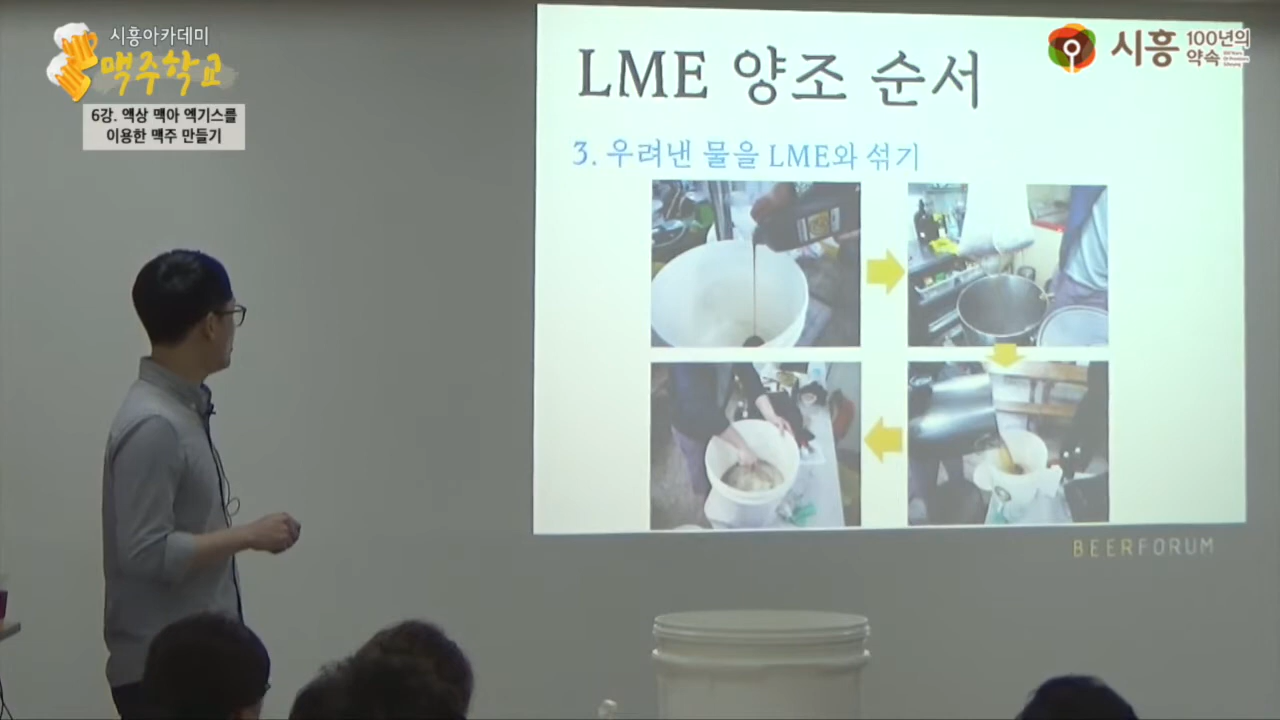 시흥아카데미
맥주학교
6강. 액상 맥아 엑기스를
이용한 맥주 만들기
시흥 100년의
약속
LME 양조 순서
3. 우려낸 물을 LME와 섞기
BEERFORUM